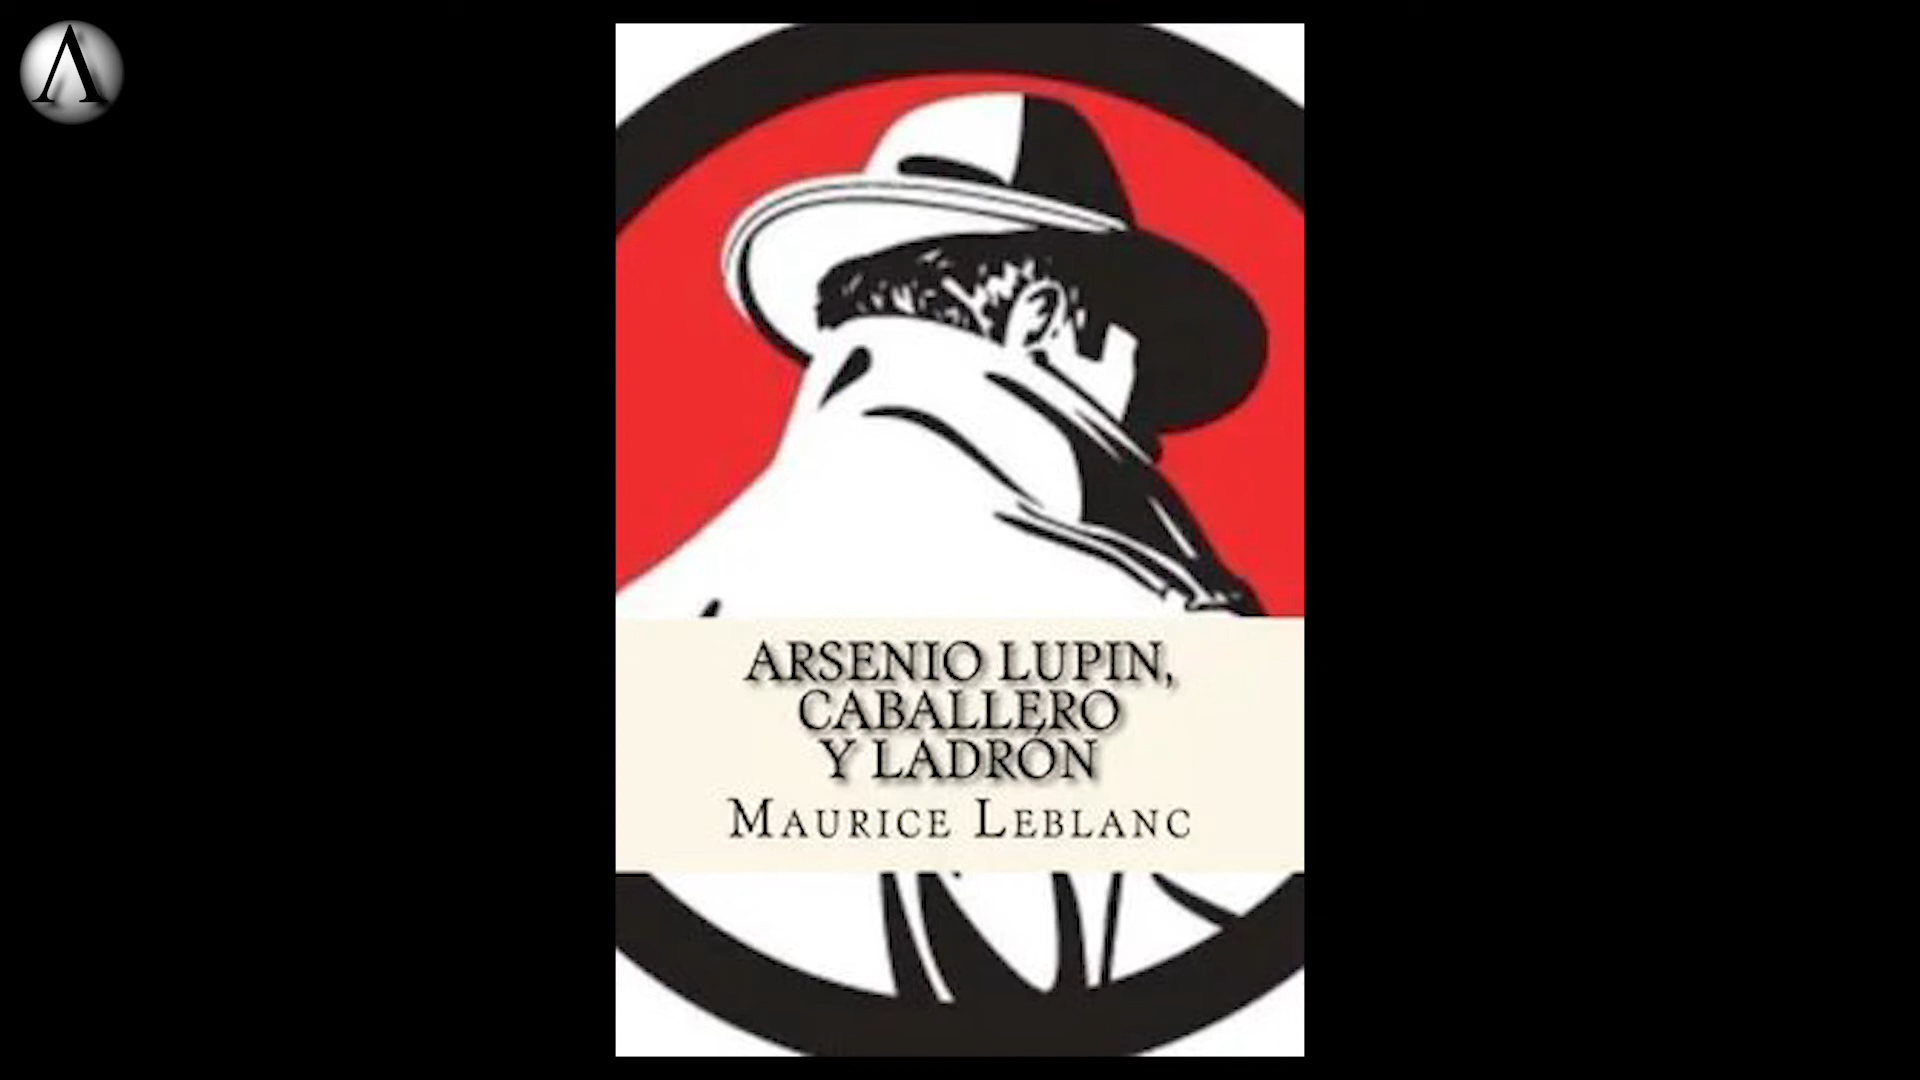 Λ
ARSENIO LUPIN,
CABALLERO
Y LADRÓN
MAURICE LEBLANC